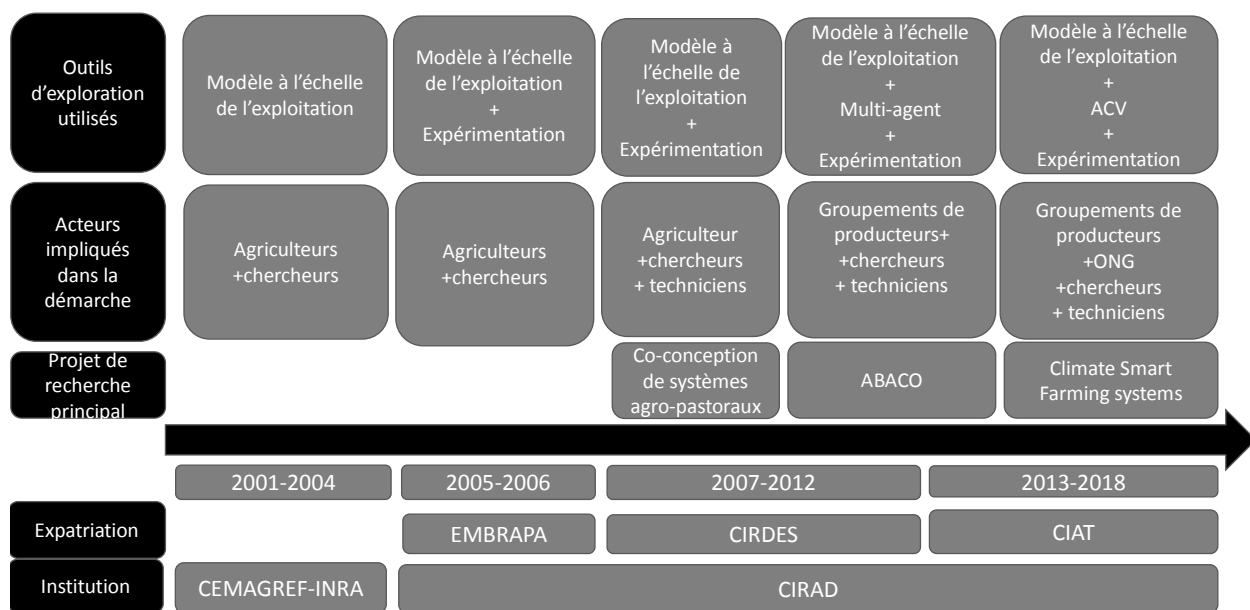 Outils
d'exploration
utilisés
Modèle à l'échelle
de l'exploitation
Modèle à l'échelle
de l'exploitation
+
Expérimentation
Modèle à
l'échelle de
l'exploitation
+
Expérimentation
Modèle à l'échelle
de l'exploitation
+
Multi-agent
+
Expérimentation
Modèle à l'échelle
de l'exploitation
+
ACV
+
Expérimentation
Acteurs
impliqués
dans la
démarche
Agriculteurs
+chercheurs
Agriculteurs
+chercheurs
Agriculteur
+chercheurs
+ techniciens
Groupements de
producteurs+
+chercheurs
+ techniciens
Groupements de
producteurs
+ONG
+chercheurs
+ techniciens
Projet de
recherche
principal
Co-conception
de systèmes
agro-pastoraux
ABACO
Climate Smart
Farming systems
2001-2004
2005-2006
2007-2012
2013-2018
Expatriation
EMBRAPA
CIRDES
CIAT
Institution
CEMAGREF-INRA
CIRAD